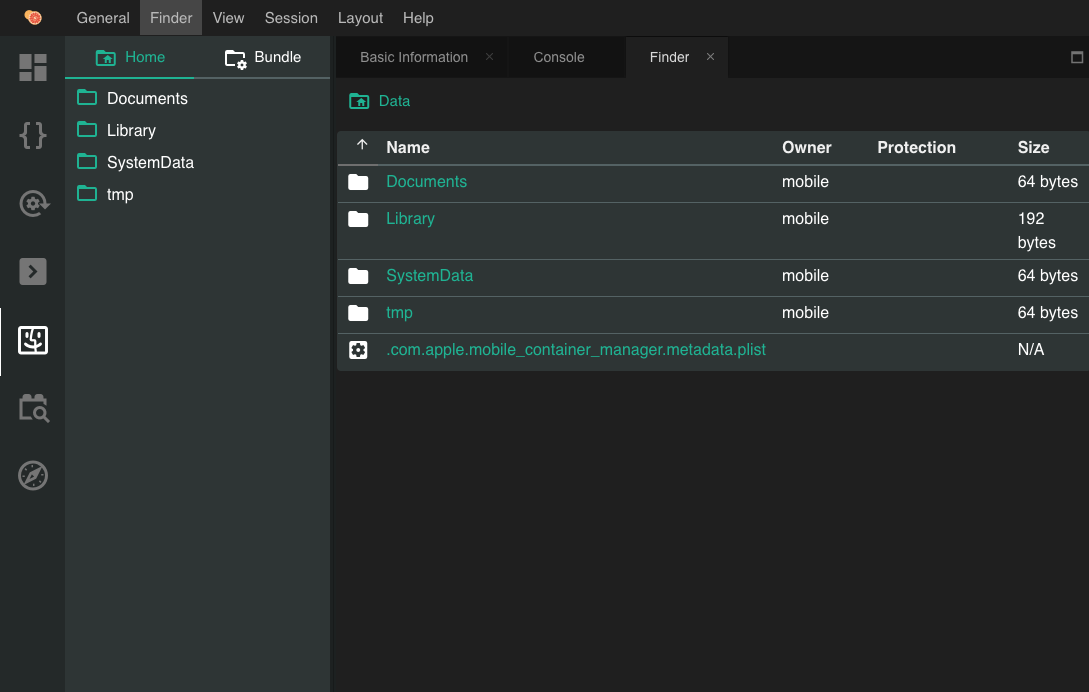 General Finder View Session Layout Help
Home Bundle
Documents
Library
SystemData
tmp
Basic Information × Console Finder ×
Data
Name Owner Protection Size
Documents mobile 64 bytes
Library mobile 192
bytes
SystemData mobile 64 bytes
tmp mobile 64 bytes
.com.apple.mobile_container_manager.metadata.plist N/A